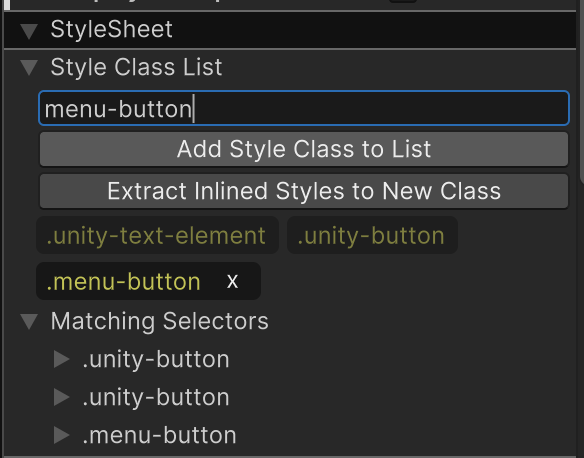 StyleSheet
Style Class List
menu-button
Add Style Class to List
Extract Inlined Styles to New Class
.unity-text-element .unity-button
.menu-button x
Matching Selectors
.unity-button
.unity-button
.menu-button